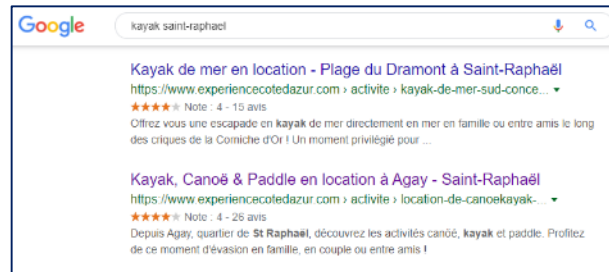 Google
kayak saint-raphael
Kayak de mer en location - Plage du Dramont à Saint-Raphaël
https://www.experiencecotedazur.com › activite › kayak-de-mer-sud-conce... ▼
★★★★★ Note : 4 - 15 avis
Offrez vous une escapade en kayak de mer directement en mer en famille ou entre amis le long
des criques de la Corniche d'Or ! Un moment privilégié pour ...
Kayak, Canoë & Paddle en location à Agay - Saint-Raphaël
https://www.experiencecotedazur.com › activite › location-de-canoekayak-... ▼
★★★★★ Note : 4 - 26 avis
Depuis Agay, quartier de St Raphaël, découvrez les activités canöé, kayak et paddle. Profitez
de ce moment d'évasion en famille, en couple ou entre amis !